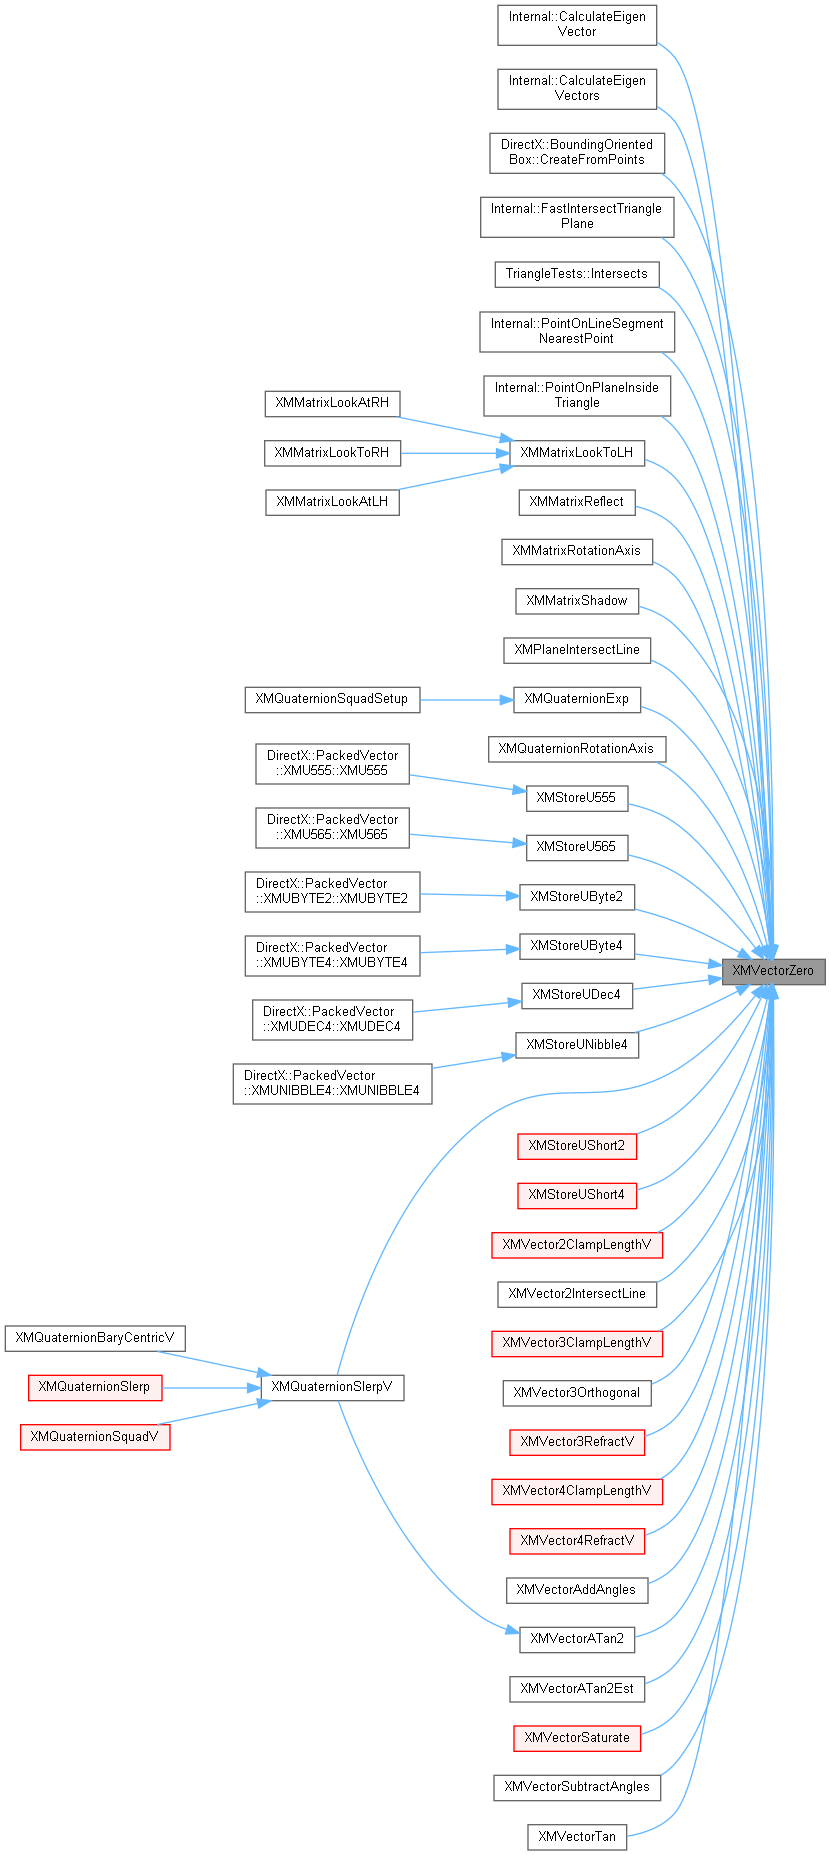 Internal::CalculateEigen
Vector
Internal::CalculateEigen
Vectors
DirectX::BoundingOriented
Box::CreateFromPoints
Internal::FastIntersectTriangle
Plane
TriangleTests::Intersects
Internal::PointOnLineSegment
NearestPoint
Internal::PointOnPlaneInside
Triangle
XMMatrixLookAtRH
XMMatrixLookToRH
XMMatrixLookToLH
XMMatrixLookAtLH
XMMatrixReflect
XMMatrixRotationAxis
XMMatrixShadow
XMPlaneIntersectLine
XMQuaternionSquadSetup
XMQuaternionExp
XMQuaternionRotationAxis
DirectX::PackedVector
::XMU555::XMU555
XMStoreU555
DirectX::PackedVector
::XMU565::XMU565
XMStoreU565
DirectX::PackedVector
::XMUBYTE2::XMUBYTE2
XMStoreUByte2
DirectX::PackedVector
::XMUBYTE4::XMUBYTE4
XMStoreUByte4
XMVectorZero
DirectX::PackedVector
::XMUDEC4::XMUDEC4
XMStoreUDec4
DirectX::PackedVector
::XMUNIBBLE4::XMUNIBBLE4
XMStoreUNibble4
XMStoreUShort2
XMStoreUShort4
XMVector2ClampLengthV
XMVector2IntersectLine
XMQuaternionBaryCentricV
XMVector3ClampLengthV
XMQuaternionSlerp
XMQuaternionSlerpV
XMVector3Orthogonal
XMQuaternionSquadV
XMVector3RefractV
XMVector4ClampLengthV
XMVector4RefractV
XMVectorAddAngles
XMVectorATan2
XMVectorATan2Est
XMVectorSaturate
XMVectorSubtractAngles
XMVectorTan